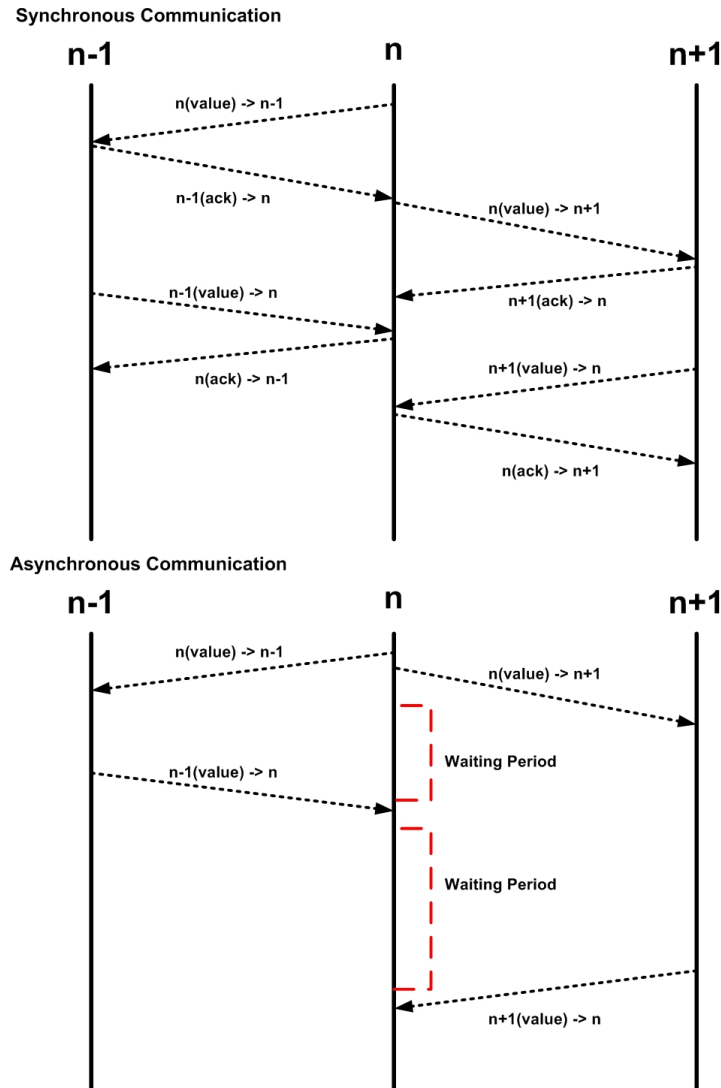 Synchronous Communication
n-1 n n+1
n(value) -> n-1
n-1(ack) -> n
n(value) -> n+1
n-1(value) -> n
n+1(ack) -> n
n(ack) -> n-1
n+1(value) -> n
n(ack) -> n+1
Asynchronous Communication
n-1 n n+1
n(value) -> n-1
n(value) -> n+1
Waiting Period
n-1(value) -> n
Waiting Period
n+1(value) -> n